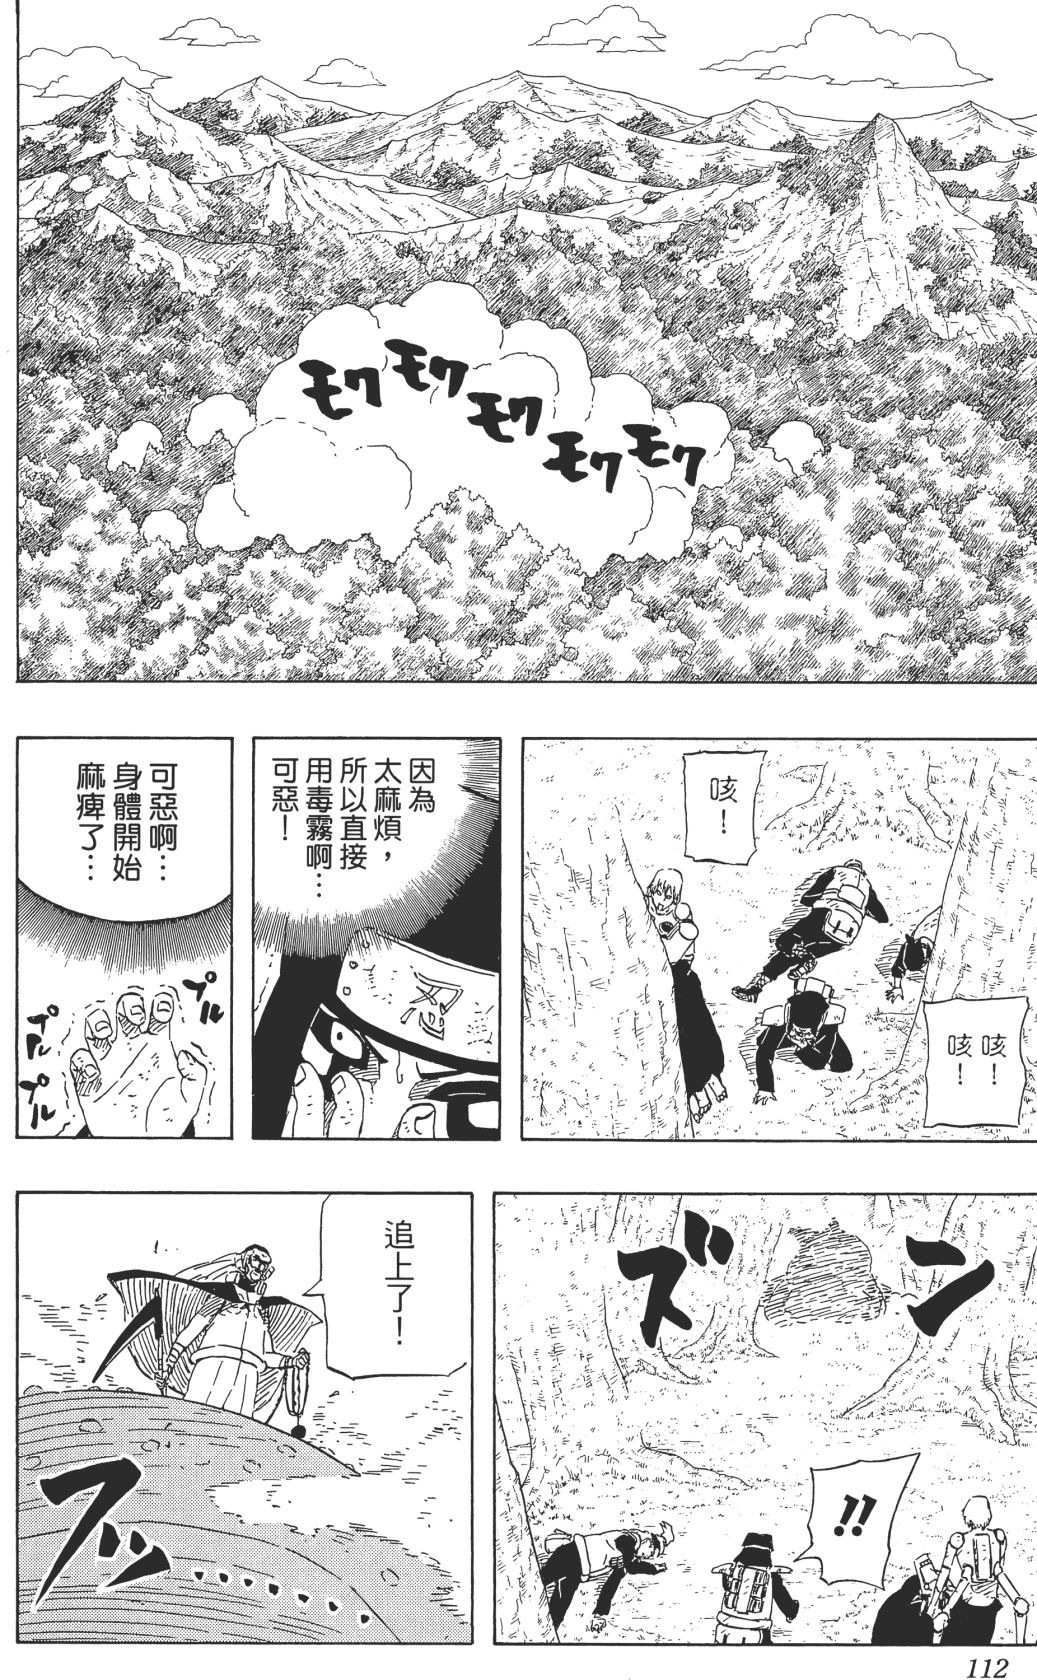 モク
モク
モク
モク
モク
咳！
咳！
咳！
因為
太麻煩，
所以直接
用毒霧啊…
可惡！
忍
可惡啊…
身體開始
麻痺了…
プル
プル
プル
ズン
!!
追上了！
ブッ……
112